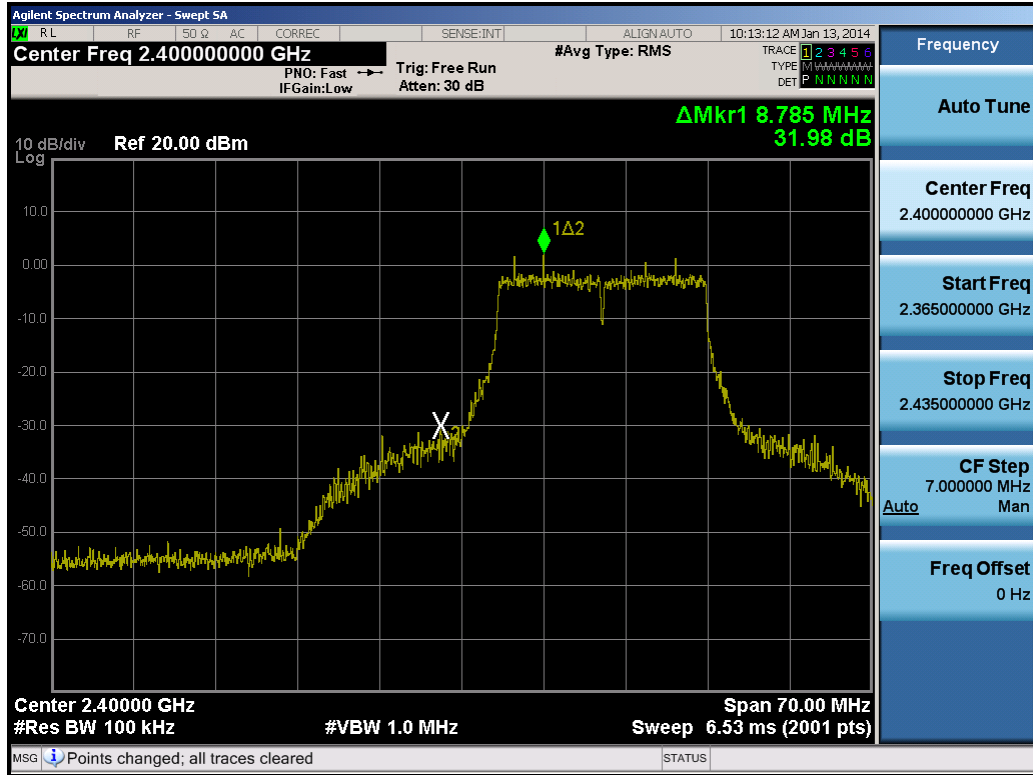 Agilent Spectrum Analyzer - Swept SA
LXI RL RF 50 Ω AC CORREC SENSE:INT ALIGN AUTO 10:13:12 AM Jan 13, 2014
Center Freq 2.400000000 GHz
PNO: Fast
IFGain:Low
Trig: Free Run
Atten: 30 dB
#Avg Type: RMS
TRACE 1 2 3 4 5 6
TYPE M
DET P N N N N N
ΔMkr1 8.785 MHz
31.98 dB
10 dB/div
Log
Ref 20.00 dBm
10.0
0.00
-10.0
-20.0
-30.0
-40.0
-50.0
-60.0
-70.0
1Δ2
X2
Center 2.40000 GHz
Span 70.00 MHz
#Res BW 100 kHz
#VBW 1.0 MHz
Sweep 6.53 ms (2001 pts)
MSG Points changed; all traces cleared
STATUS
Frequency
Auto Tune
Center Freq
2.400000000 GHz
Start Freq
2.365000000 GHz
Stop Freq
2.435000000 GHz
CF Step
7.000000 MHz
Auto Man
Freq Offset
0 Hz